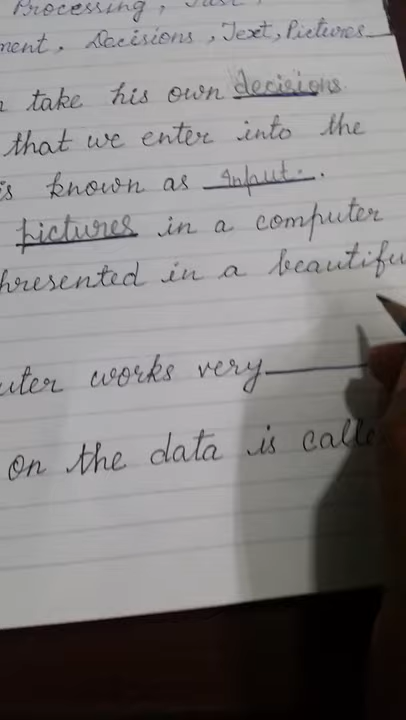 Processing,
ment, Decisions, Text, Pictures
take his own decisions.
that we enter into the
is known as Input.
pictures in a computer
presented in a beautifu
uter works very
on the data is calle